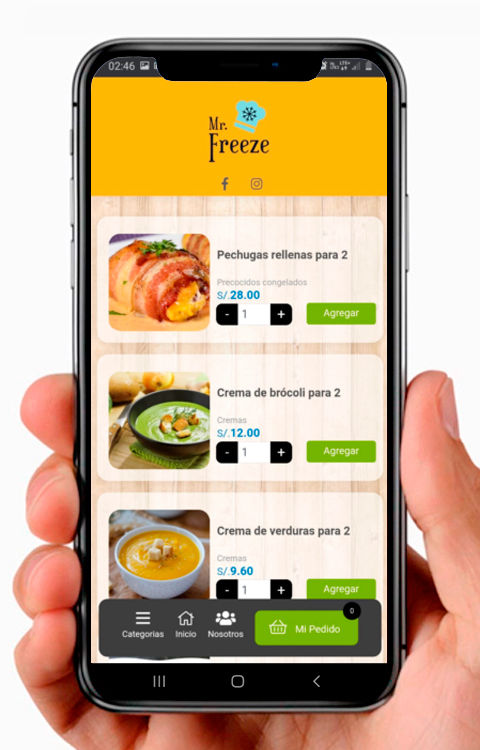 02:46
Mr.
Freeze
Pechugas rellenas para 2
Precocidos congelados
S/.28.00
- 1 + Agregar
Crema de brócoli para 2
Cremas
S/.12.00
- 1 + Agregar
Crema de verduras para 2
Cremas
S/.9.60
- 1 + Agregar
0
Categorias Inicio Nosotros Mi Pedido